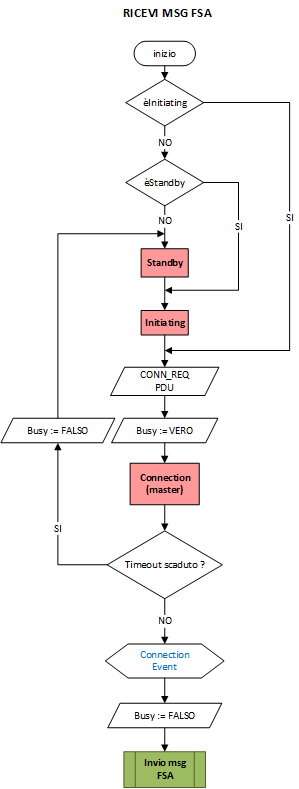 RICEVI MSG FSA
inizio
èInitiating
NO
èStandby
NO
SI
SI
Standby
Initiating
CONN_REQ
PDU
Busy := FALSO
Busy := VERO
Connection
(master)
SI
Timeout scaduto ?
NO
Connection
Event
Busy := FALSO
Invio msg
FSA